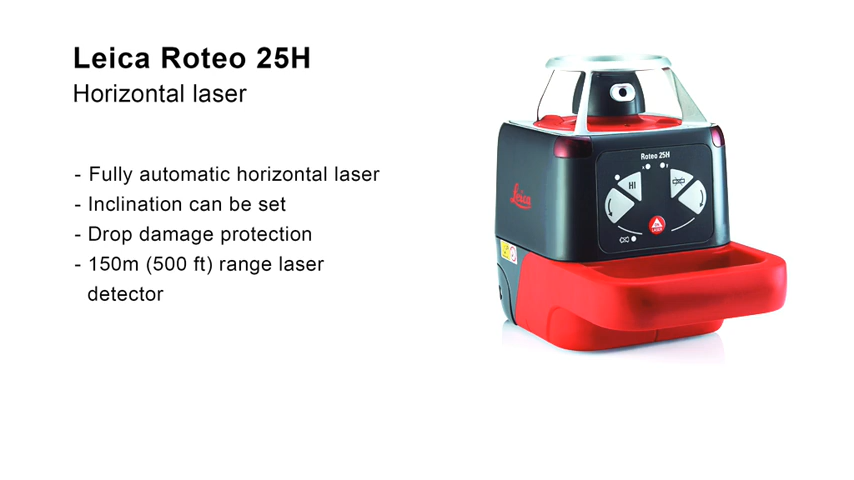 Leica Roteo 25H
Horizontal laser
- Fully automatic horizontal laser
- Inclination can be set
- Drop damage protection
- 150m (500 ft) range laser
detector
Roteo 25H
HI
Leica